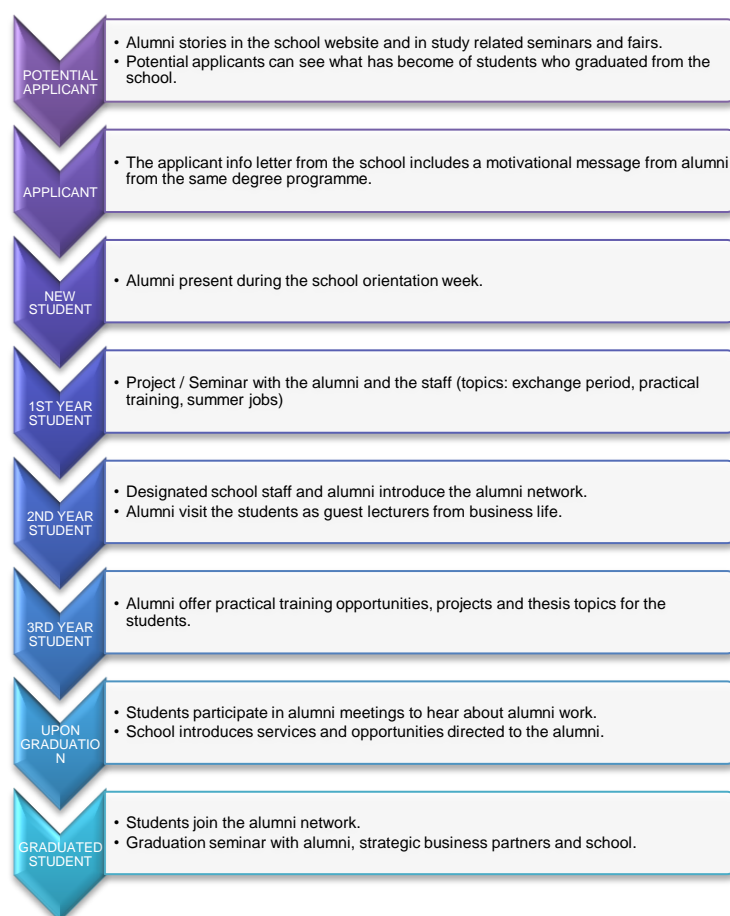 POTENTIAL
APPLICANT
• Alumni stories in the school website and in study related seminars and fairs.
• Potential applicants can see what has become of students who graduated from the
school.
APPLICANT
• The applicant info letter from the school includes a motivational message from alumni
from the same degree programme.
NEW
STUDENT
• Alumni present during the school orientation week.
1ST YEAR
STUDENT
• Project / Seminar with the alumni and the staff (topics: exchange period, practical
training, summer jobs)
2ND YEAR
STUDENT
• Designated school staff and alumni introduce the alumni network.
• Alumni visit the students as guest lecturers from business life.
3RD YEAR
STUDENT
• Alumni offer practical training opportunities, projects and thesis topics for the
students.
UPON
GRADUATIO
N
• Students participate in alumni meetings to hear about alumni work.
• School introduces services and opportunities directed to the alumni.
GRADUATED
STUDENT
• Students join the alumni network.
• Graduation seminar with alumni, strategic business partners and school.